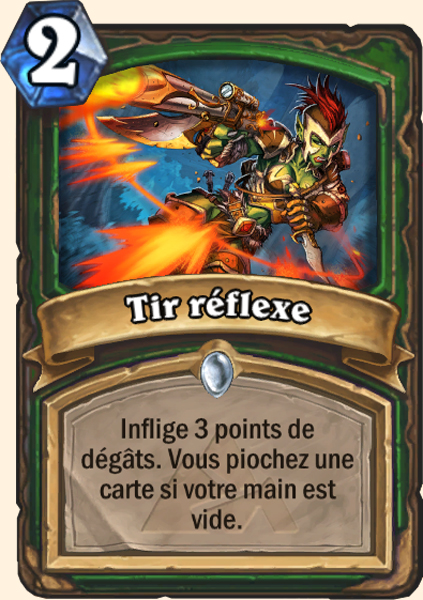 2
Tir réflexe
Inflige 3 points de
dégâts. Vous piochez une
carte si votre main est
vide.